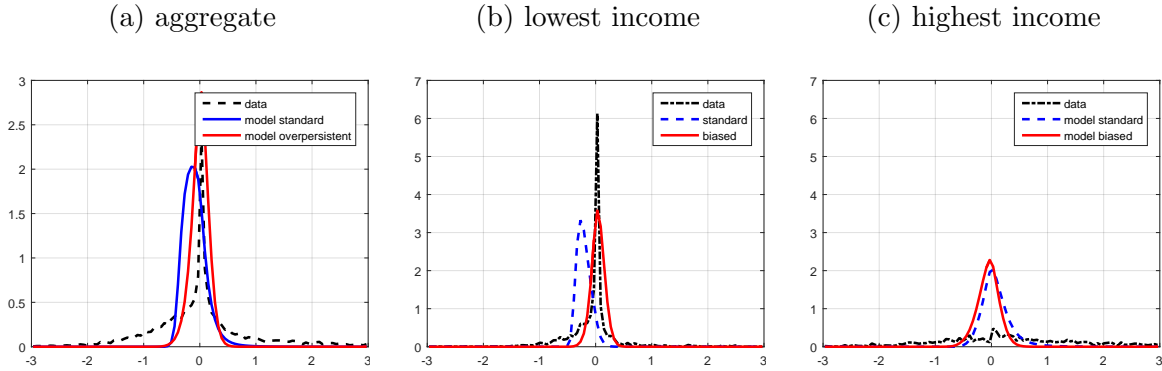 (a) aggregate
(b) lowest income
(c) highest income
3
2.5
2
1.5
1
0.5
0
-3 -2 -1 0 1 2 3
data
model standard
model overpersistent
7
6
5
4
3
2
1
0
-3 -2 -1 0 1 2 3
data
standard
biased
7
6
5
4
3
2
1
0
-3 -2 -1 0 1 2 3
data
model standard
model biased